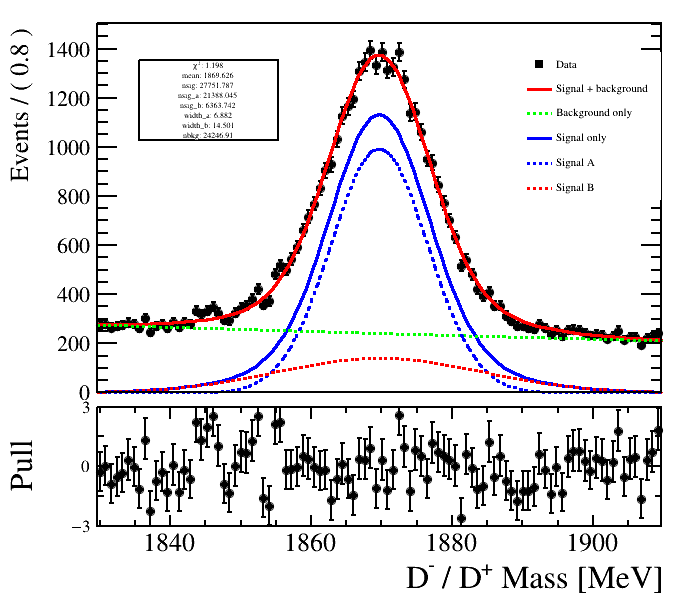 Events / ( 0.8 )
1400
1200
1000
800
600
400
200
0
χ²: 1.198
mean: 1869.626
nsig: 27751.787
nsig_a: 21388.045
nsig_b: 6363.742
width_a: 6.882
width_b: 14.501
nbkg: 24246.91
Data
Signal + background
Background only
Signal only
Signal A
Signal B
Pull
3
0
−3
1840
1860
1880
1900
D⁻ / D⁺ Mass [MeV]